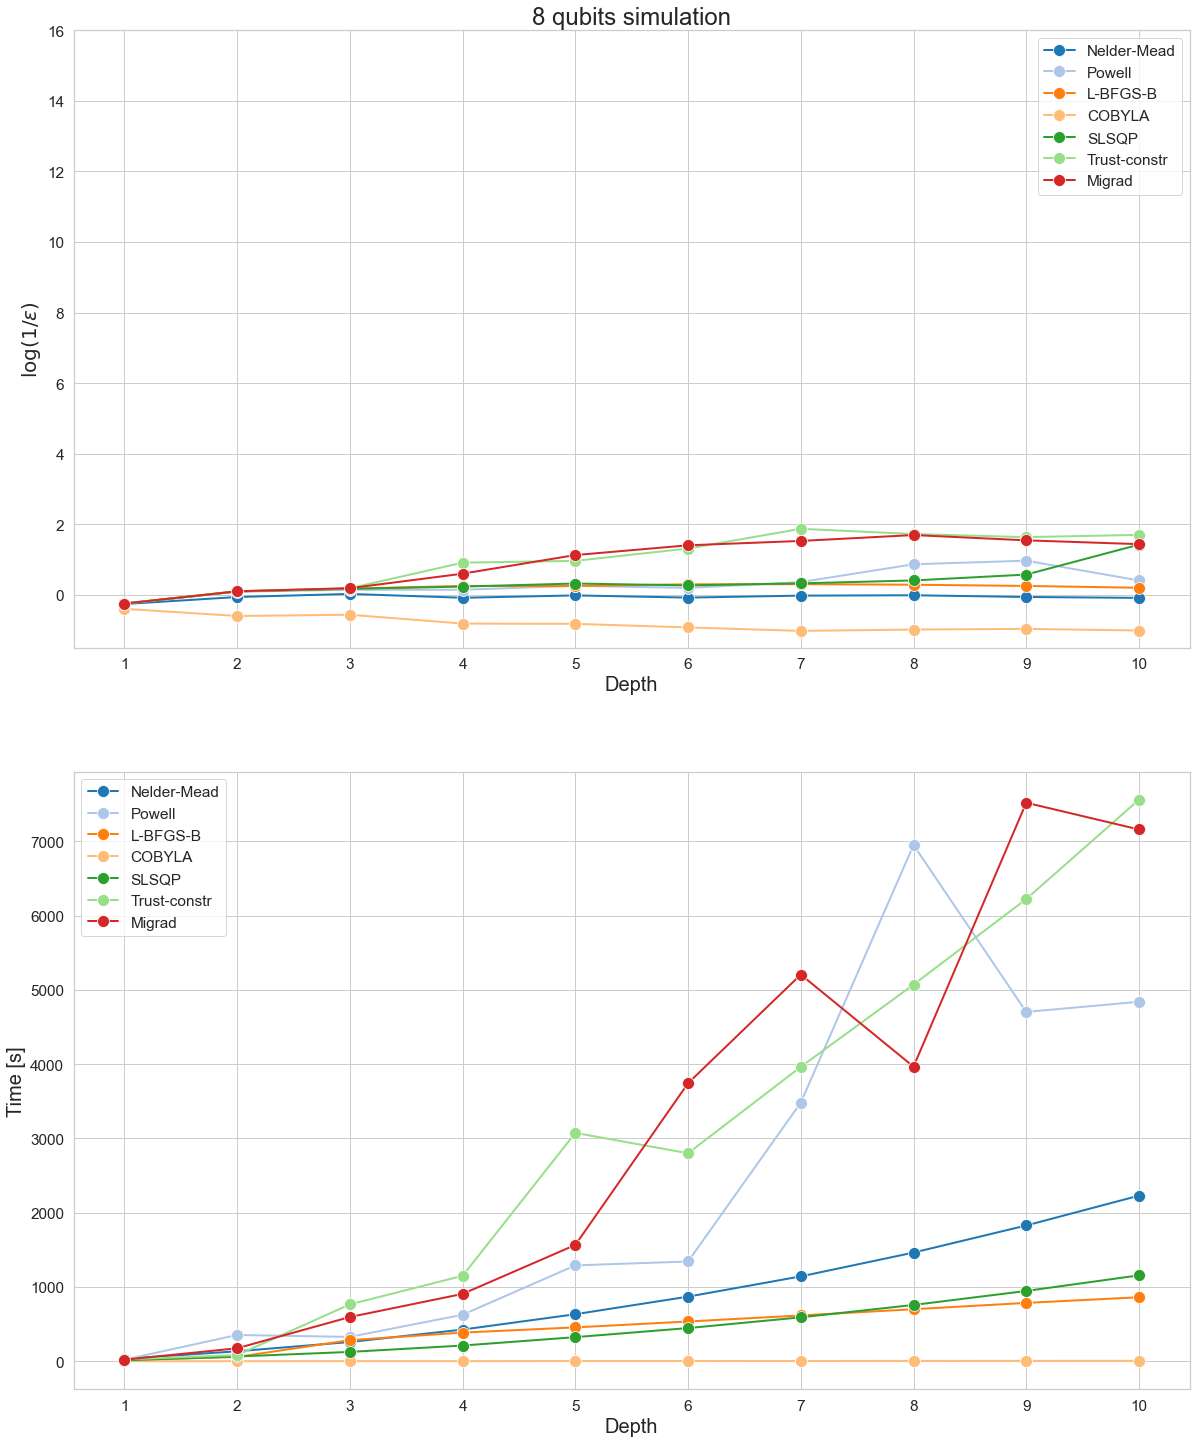 8 qubits simulation
16
14
12
10
8
6
4
2
0
log(1/ε)
Nelder-Mead
Powell
L-BFGS-B
COBYLA
SLSQP
Trust-constr
Migrad
1 2 3 4 5 6 7 8 9 10
Depth
Nelder-Mead
Powell
L-BFGS-B
COBYLA
SLSQP
Trust-constr
Migrad
7000
6000
5000
4000
3000
2000
1000
0
Time [s]
1 2 3 4 5 6 7 8 9 10
Depth